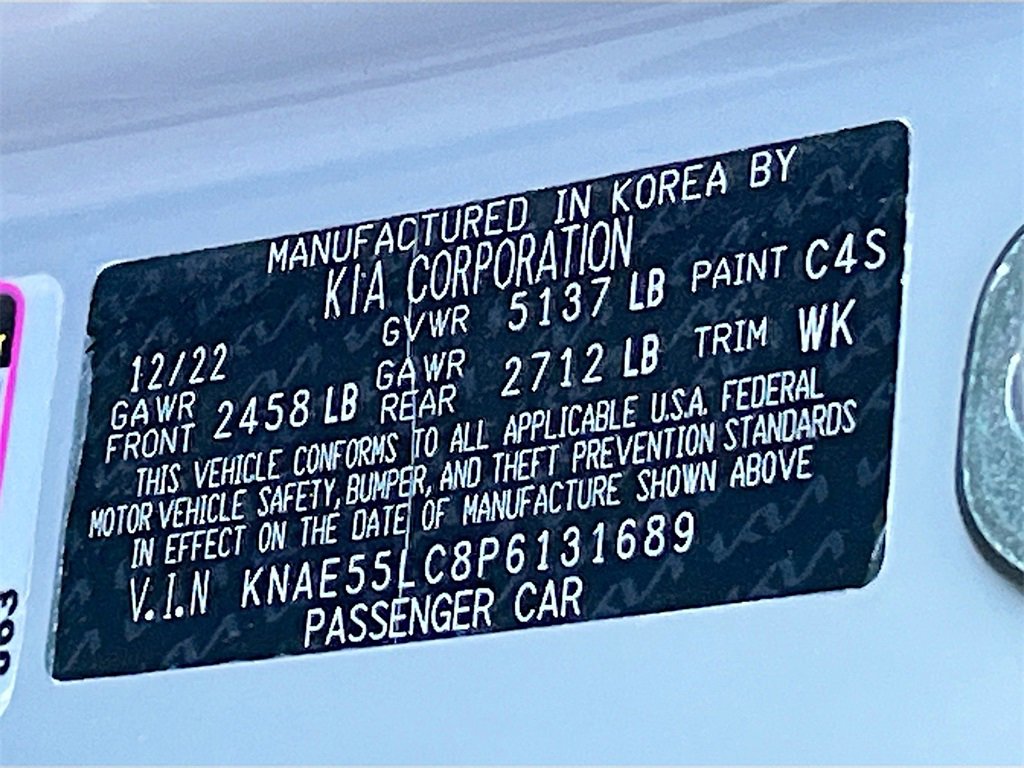 MANUFACTURED IN KOREA BY
KIA CORPORATION
12/22 GVWR 5137 LB PAINT C4S
GAWR FRONT 2458 LB GAWR REAR 2712 LB TRIM WK
THIS VEHICLE CONFORMS TO ALL APPLICABLE U.S.A. FEDERAL
MOTOR VEHICLE SAFETY, BUMPER, AND THEFT PREVENTION STANDARDS
IN EFFECT ON THE DATE OF MANUFACTURE SHOWN ABOVE
V.I.N KNAE55LC8P6131689
PASSENGER CAR